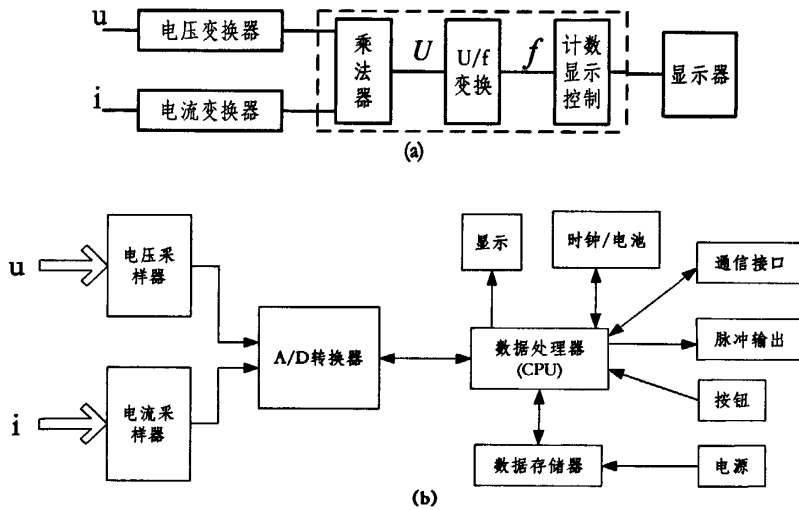 u
电压变换器
i
电流变换器
乘
法
器
U
U/f
变换
f
计数
显示
控制
显示器
(a)
u
电压采
样器
i
电流采
样器
A/D转换器
显示
时钟/电池
通信接口
数据处理器
(CPU)
脉冲输出
按钮
数据存储器
电源
(b)